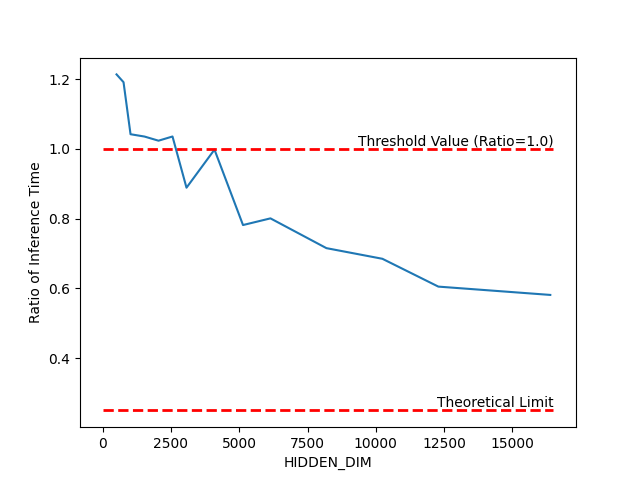 1.2
1.0
0.8
0.6
0.4
Ratio of Inference Time
Threshold Value (Ratio=1.0)
Theoretical Limit
0 2500 5000 7500 10000 12500 15000
HIDDEN_DIM